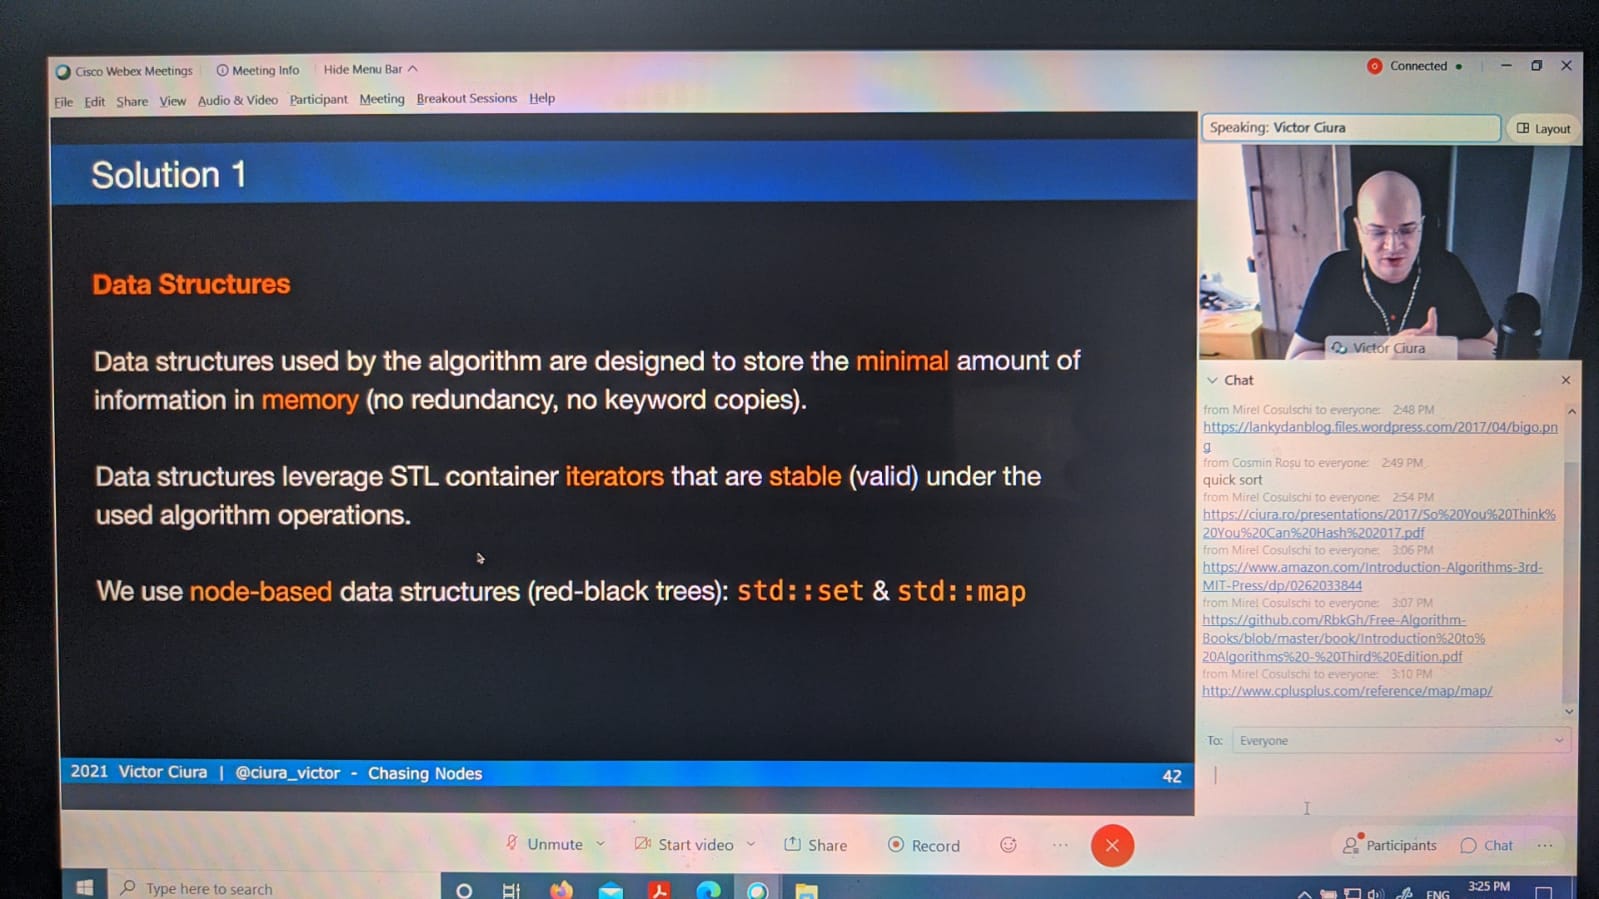 Cisco Webex Meetings
Meeting Info
Hide Menu Bar
Connected
File Edit Share View Audio & Video Participant Meeting Breakout Sessions Help
Speaking: Victor Ciura
Layout
Solution 1
Data Structures
Data structures used by the algorithm are designed to store the minimal amount of
information in memory (no redundancy, no keyword copies).
Data structures leverage STL container iterators that are stable (valid) under the
used algorithm operations.
We use node-based data structures (red-black trees): std::set & std::map
2021 Victor Ciura | @ciura_victor - Chasing Nodes
42
Victor Ciura
Chat
from Mirel Cosulschi to everyone: 2:48 PM
https://lankydanblog.files.wordpress.com/2017/04/bigo.pn
g
from Cosmin Roșu to everyone: 2:49 PM
quick sort
from Mirel Cosulschi to everyone: 2:54 PM
https://ciura.ro/presentations/2017/So%20You%20Think%
20You%20Can%20Hash%202017.pdf
from Mirel Cosulschi to everyone: 3:06 PM
https://www.amazon.com/Introduction-Algorithms-3rd-
MIT-Press/dp/0262033844
from Mirel Cosulschi to everyone: 3:07 PM
https://github.com/RbkGh/Free-Algorithm-
Books/blob/master/book/Introduction%20to%
20Algorithms%20-%20Third%20Edition.pdf
from Mirel Cosulschi to everyone: 3:10 PM
http://www.cplusplus.com/reference/map/map/
To: Everyone
Unmute
Start video
Share
Record
Participants
Chat
Type here to search
ENG
3:25 PM